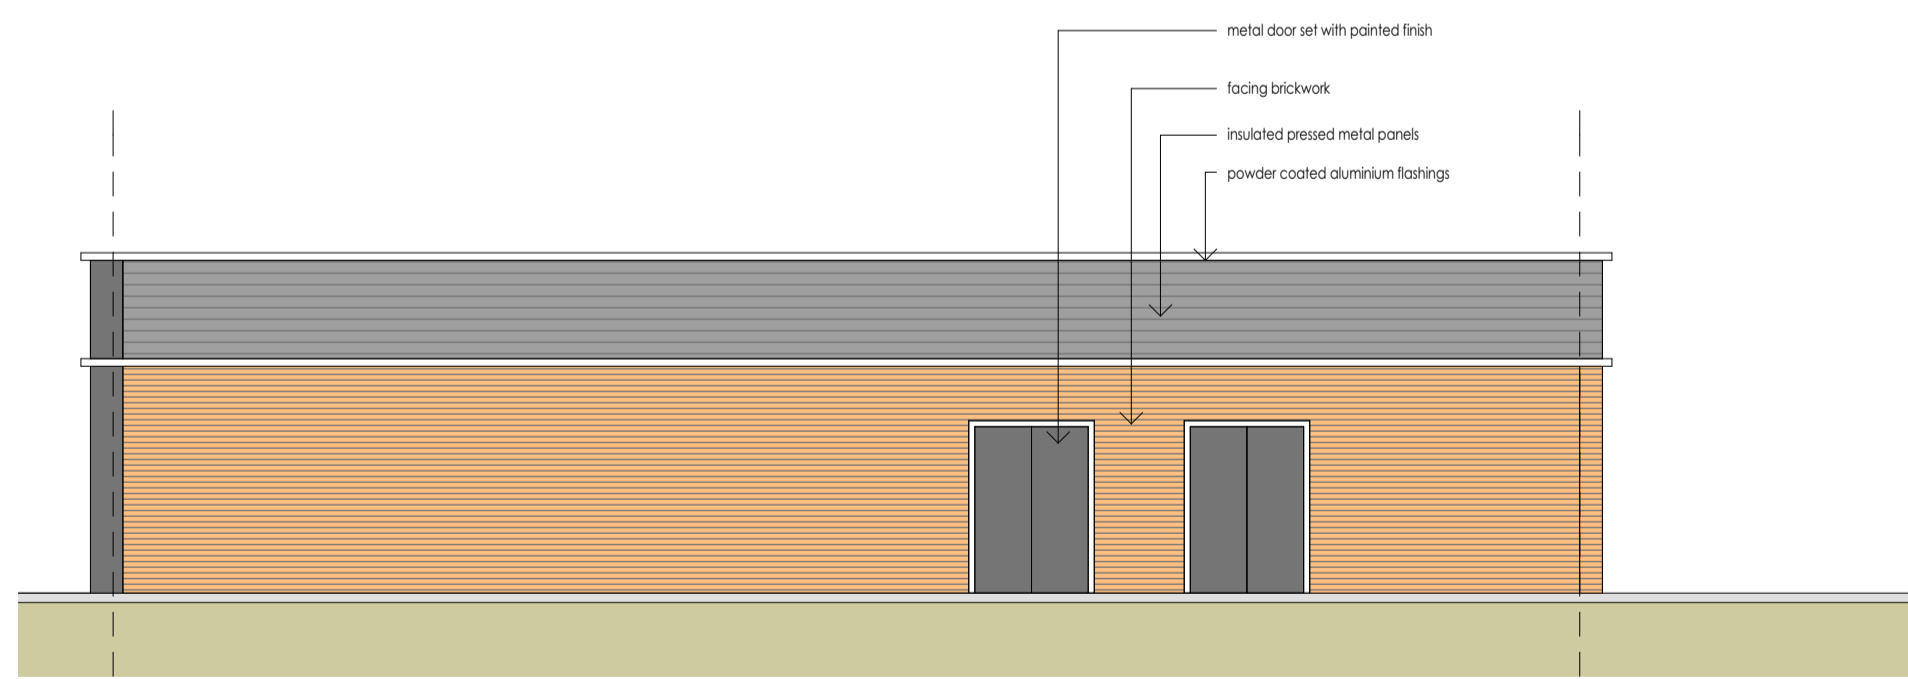 metal door set with painted finish
facing brickwork
insulated pressed metal panels
powder coated aluminium flashings